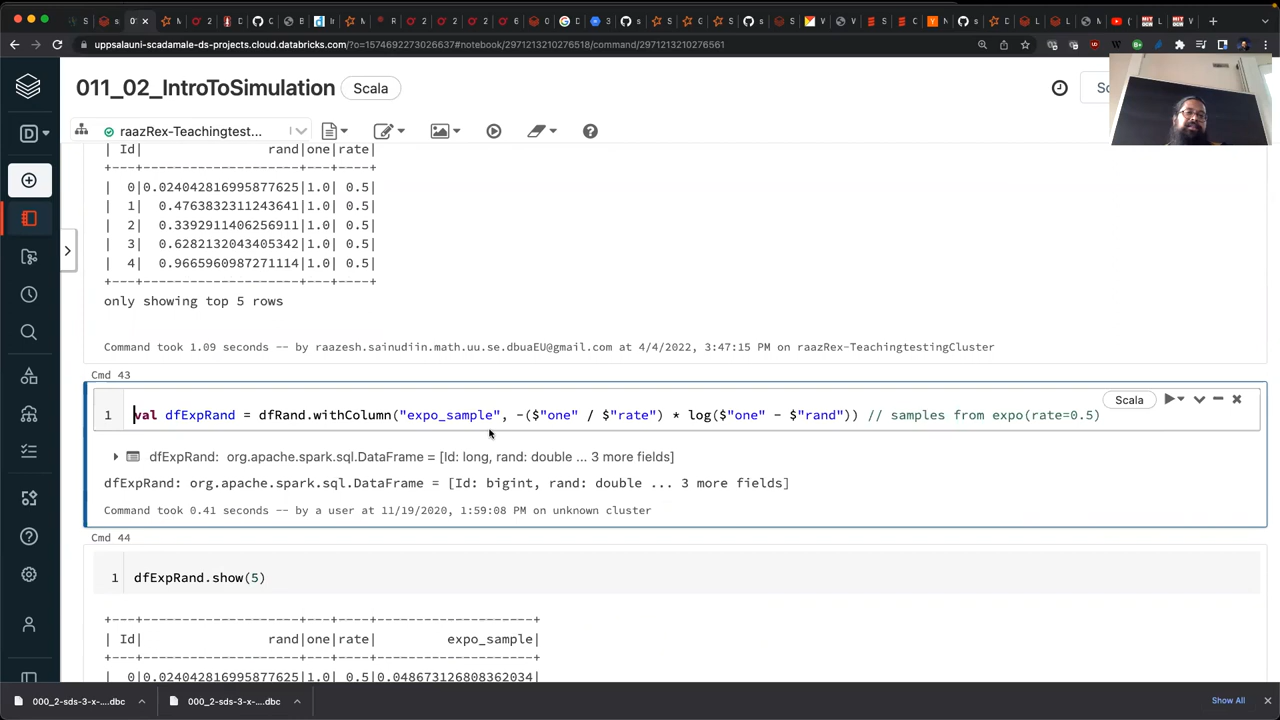 uppsalauni-scadamale-ds-projects.cloud.databricks.com/?o=1574692273026637#notebook/2971213210276518/command/2971213210276561
011_02_IntroToSimulation Scala
D raazRex-Teachingtest...
| Id| rand|one|rate|
+---+--------------------+---+----+
| 0|0.024042816995877625|1.0| 0.5|
| 1| 0.4763832311243641|1.0| 0.5|
| 2| 0.3392911406256911|1.0| 0.5|
| 3| 0.6282132043405342|1.0| 0.5|
| 4| 0.9665960987271114|1.0| 0.5|
+---+--------------------+---+----+
only showing top 5 rows
Command took 1.09 seconds -- by raazesh.sainudiin.math.uu.se.dbuaEU@gmail.com at 4/4/2022, 3:47:15 PM on raazRex-TeachingtestingCluster
Cmd 43
Scala
1 val dfExpRand = dfRand.withColumn("expo_sample", -($"one" / $"rate") * log($"one" - $"rand")) // samples from expo(rate=0.5)
dfExpRand: org.apache.spark.sql.DataFrame = [Id: long, rand: double ... 3 more fields]
dfExpRand: org.apache.spark.sql.DataFrame = [Id: bigint, rand: double ... 3 more fields]
Command took 0.41 seconds -- by a user at 11/19/2020, 1:59:08 PM on unknown cluster
Cmd 44
1 dfExpRand.show(5)
+---+--------------------+---+----+--------------------+
| Id| rand|one|rate| expo_sample|
+---+--------------------+---+----+--------------------+
| 0|0.024042816995877625|1.0| 0.5|0.048673126808362034|
000_2-sds-3-x-....dbc 000_2-sds-3-x-....dbc Show All